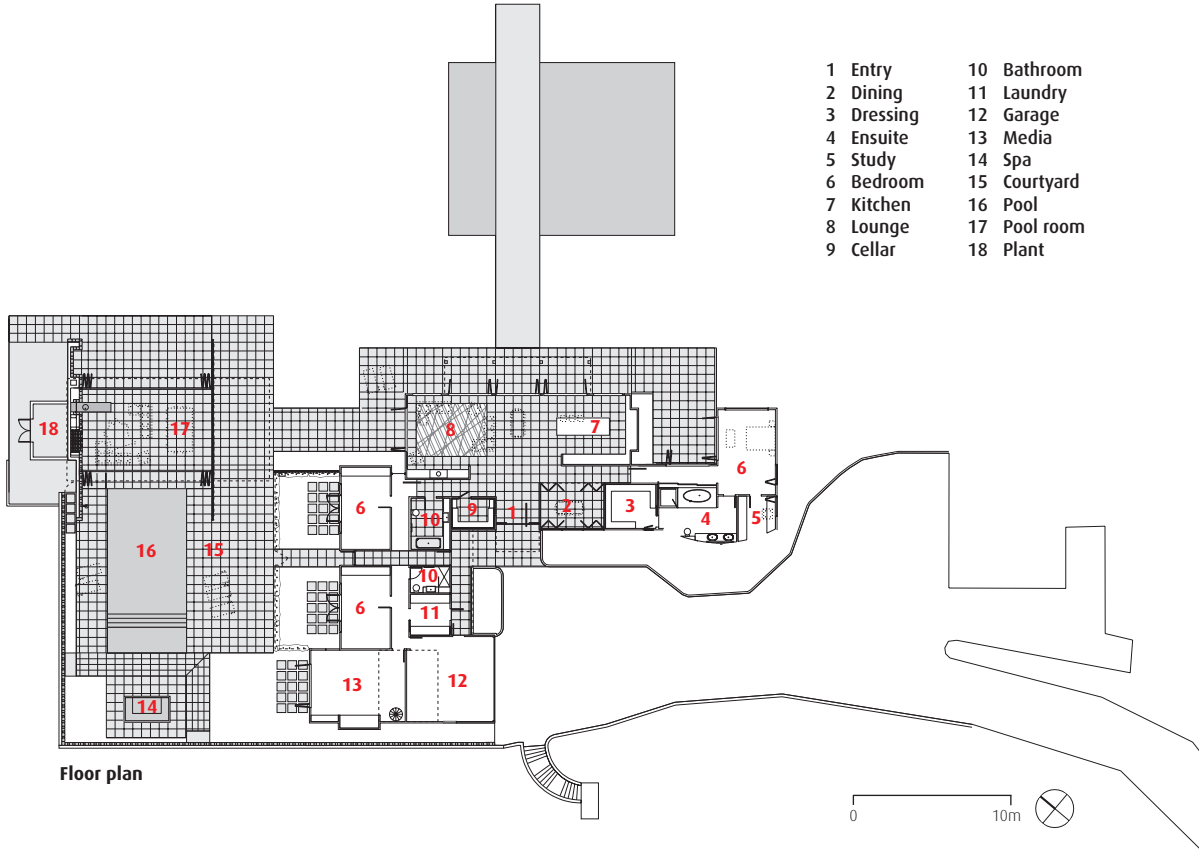 1 Entry
2 Dining
3 Dressing
4 Ensuite
5 Study
6 Bedroom
7 Kitchen
8 Lounge
9 Cellar
10 Bathroom
11 Laundry
12 Garage
13 Media
14 Spa
15 Courtyard
16 Pool
17 Pool room
18 Plant
18
17
8
7
6
6
10
9
1
2
3
4
5
16
15
10
6
11
13
12
14
Floor plan
0 10m